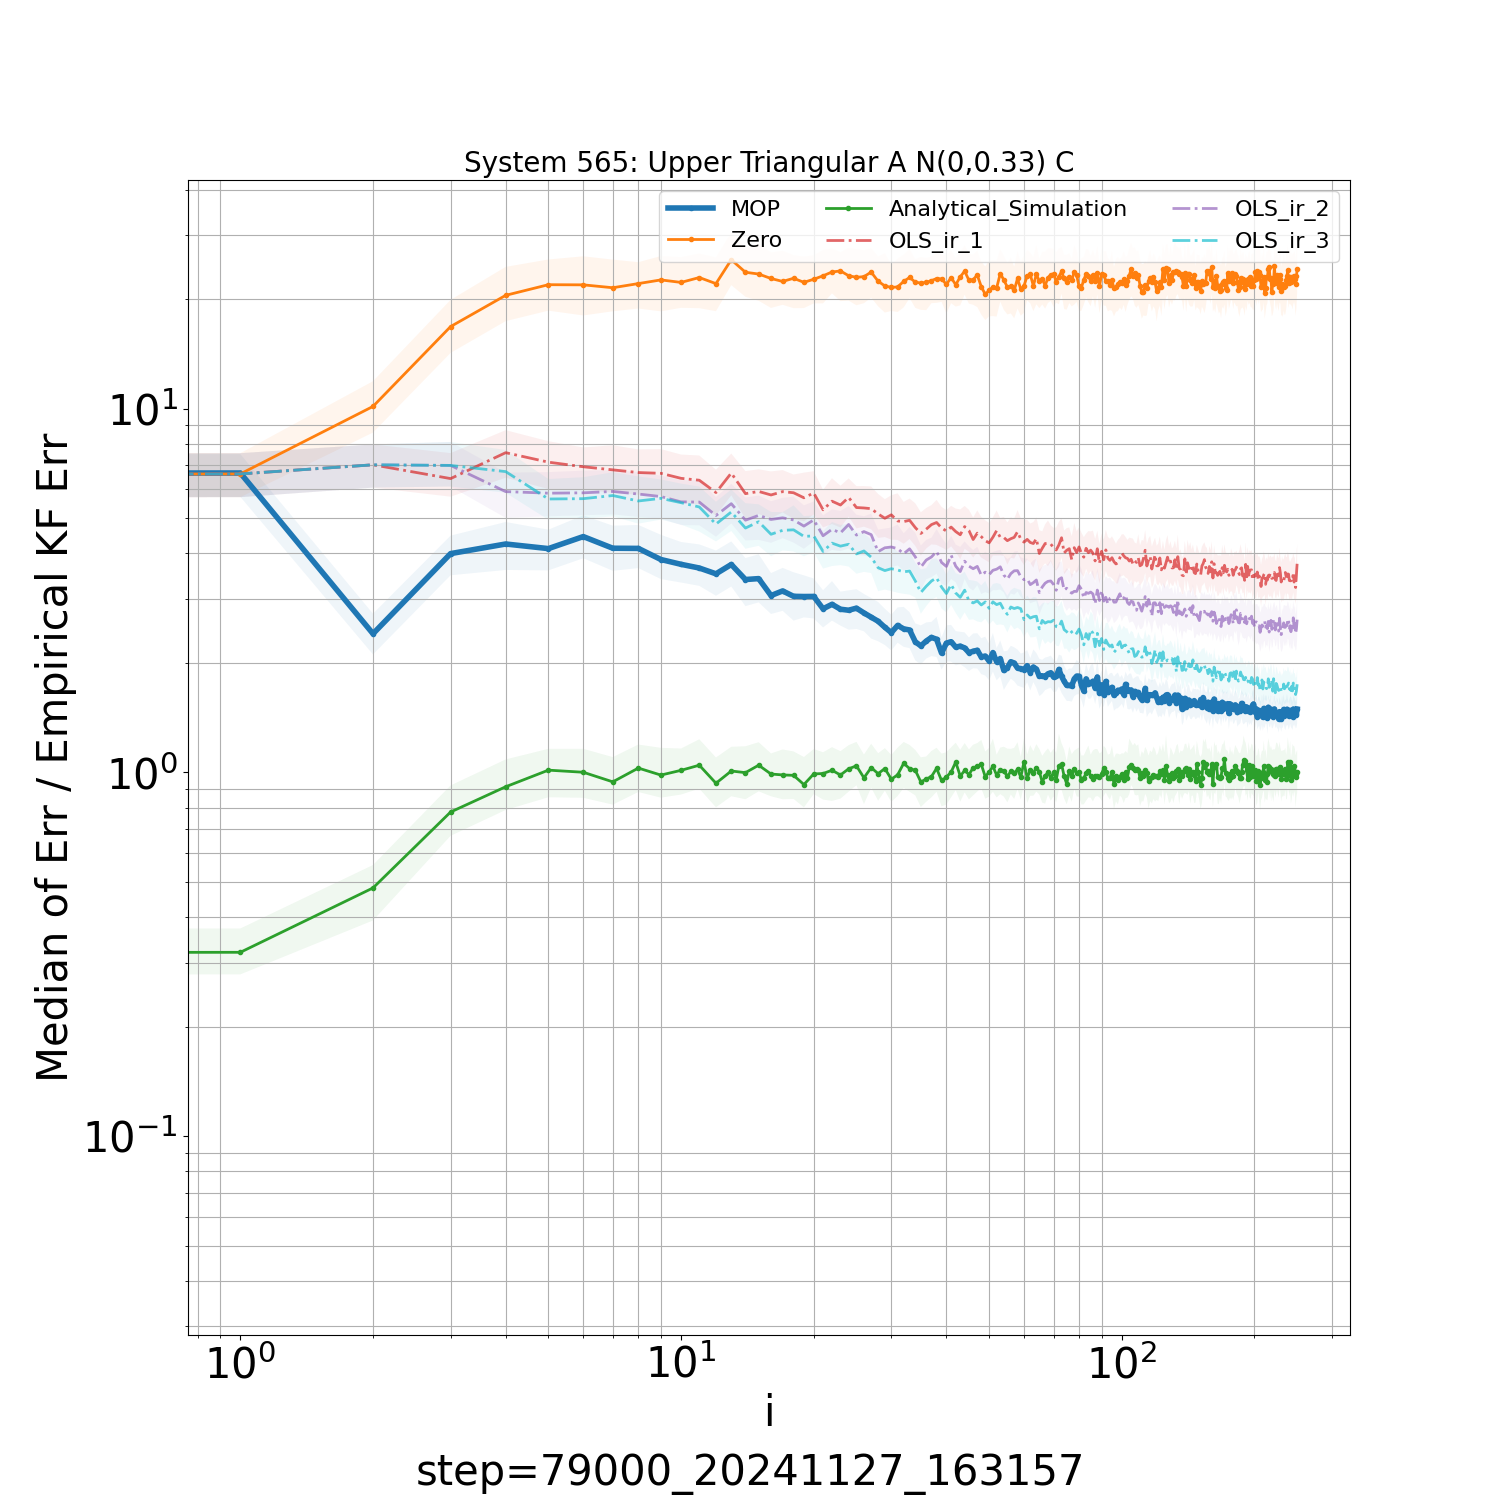 System 565: Upper Triangular A N(0,0.33) C
MOP
Zero
Analytical_Simulation
OLS_ir_1
OLS_ir_2
OLS_ir_3
Median of Err / Empirical KF Err
10¹
10⁰
10⁻¹
10⁰ 10¹ 10²
i
step=79000_20241127_163157